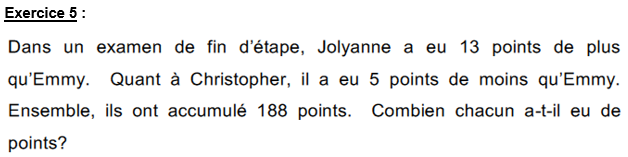 Exercice 5 :
Dans un examen de fin d'étape, Jolyanne a eu 13 points de plus
qu'Emmy. Quant à Christopher, il a eu 5 points de moins qu'Emmy.
Ensemble, ils ont accumulé 188 points. Combien chacun a-t-il eu de
points?